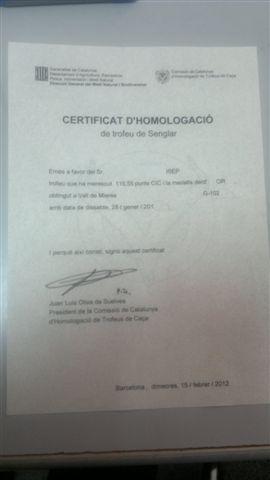 Generalitat de Catalunya
Departament d'Agricultura, Ramaderia,
Pesca, Alimentació i Medi Natural
Direcció General del Medi Natural i Biodiversitat
Comissió de Catalunya
d'Homologació de Trofeus de Caça
CERTIFICAT D'HOMOLOGACIÓ
de trofeu de Senglar
Emès a favor del Sr.
trofeu que ha merescut 115,55 punts CIC i la medalla d'or/ OR
obtingut a Vall de Mieres G-102
amb data de dissabte, 28 / gener / 201
I perquè així consti, signo aquest certificat
P.O.
Juan Luis Oliva de Suelves
President de la Comissió de Catalunya
d'Homologació de Trofeus de Caça
Barcelona , dimecres, 15 / febrer / 2012